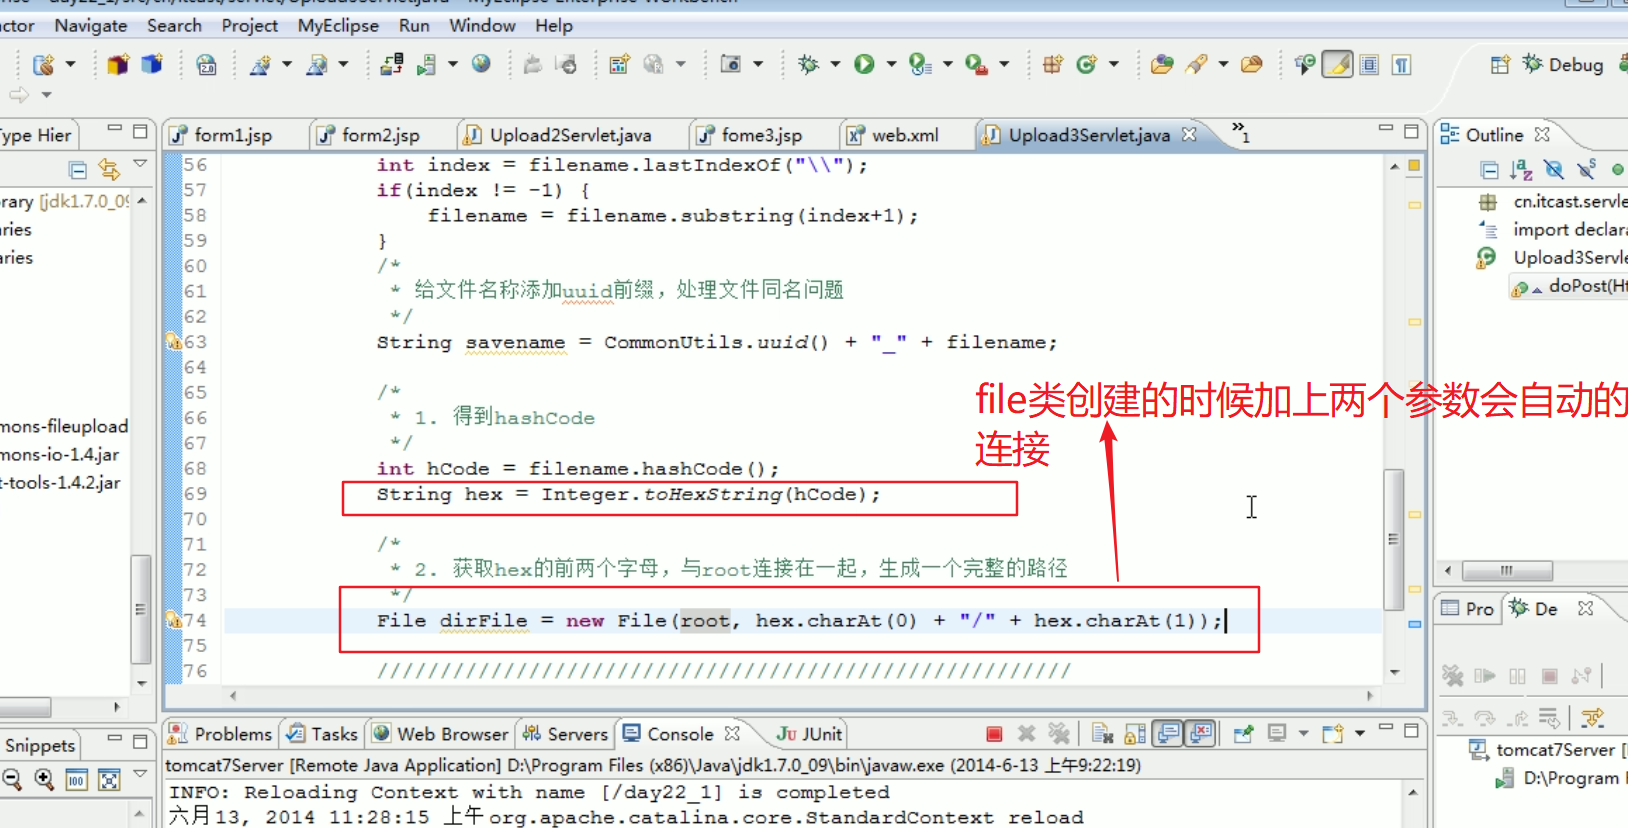 ctor Navigate Search Project MyEclipse Run Window Help
Debug
Type Hier
form1.jsp form2.jsp Upload2Servlet.java fome3.jsp web.xml Upload3Servlet.java »1
Outline
rary [jdk1.7.0_09
ries
aries
mons-fileupload
mons-io-1.4.jar
t-tools-1.4.2.jar
56 int index = filename.lastIndexOf("\\");
57 if(index != -1) {
58 filename = filename.substring(index+1);
59 }
60 /*
61 * 给文件名称添加uuid前缀，处理文件同名问题
62 */
63 String savename = CommonUtils.uuid() + "_" + filename;
64
65 /*
66 * 1. 得到hashCode
67 */
68 int hCode = filename.hashCode();
69 String hex = Integer.toHexString(hCode);
70
71 /*
72 * 2. 获取hex的前两个字母，与root连接在一起，生成一个完整的路径
73 */
74 File dirFile = new File(root, hex.charAt(0) + "/" + hex.charAt(1));
75
76 ///////////////////////////////////////////////////////
file类创建的时候加上两个参数会自动的
连接
cn.itcast.servle
import declara
Upload3Servle
doPost(Ht
Pro De
Snippets
Problems Tasks Web Browser Servers Console JUnit
tomcat7Server [Remote Java Application] D:\Program Files (x86)\Java\jdk1.7.0_09\bin\javaw.exe (2014-6-13 上午9:22:19)
INFO: Reloading Context with name [/day22_1] is completed
六月 13, 2014 11:28:15 上午 org.apache.catalina.core.StandardContext reload
tomcat7Server [
D:\Program F